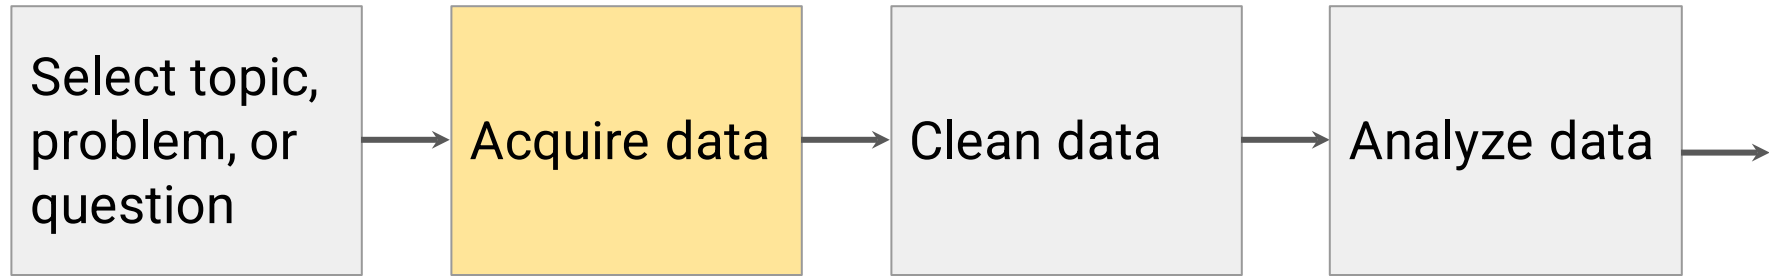 Select topic,
problem, or
question
Acquire data
Clean data
Analyze data